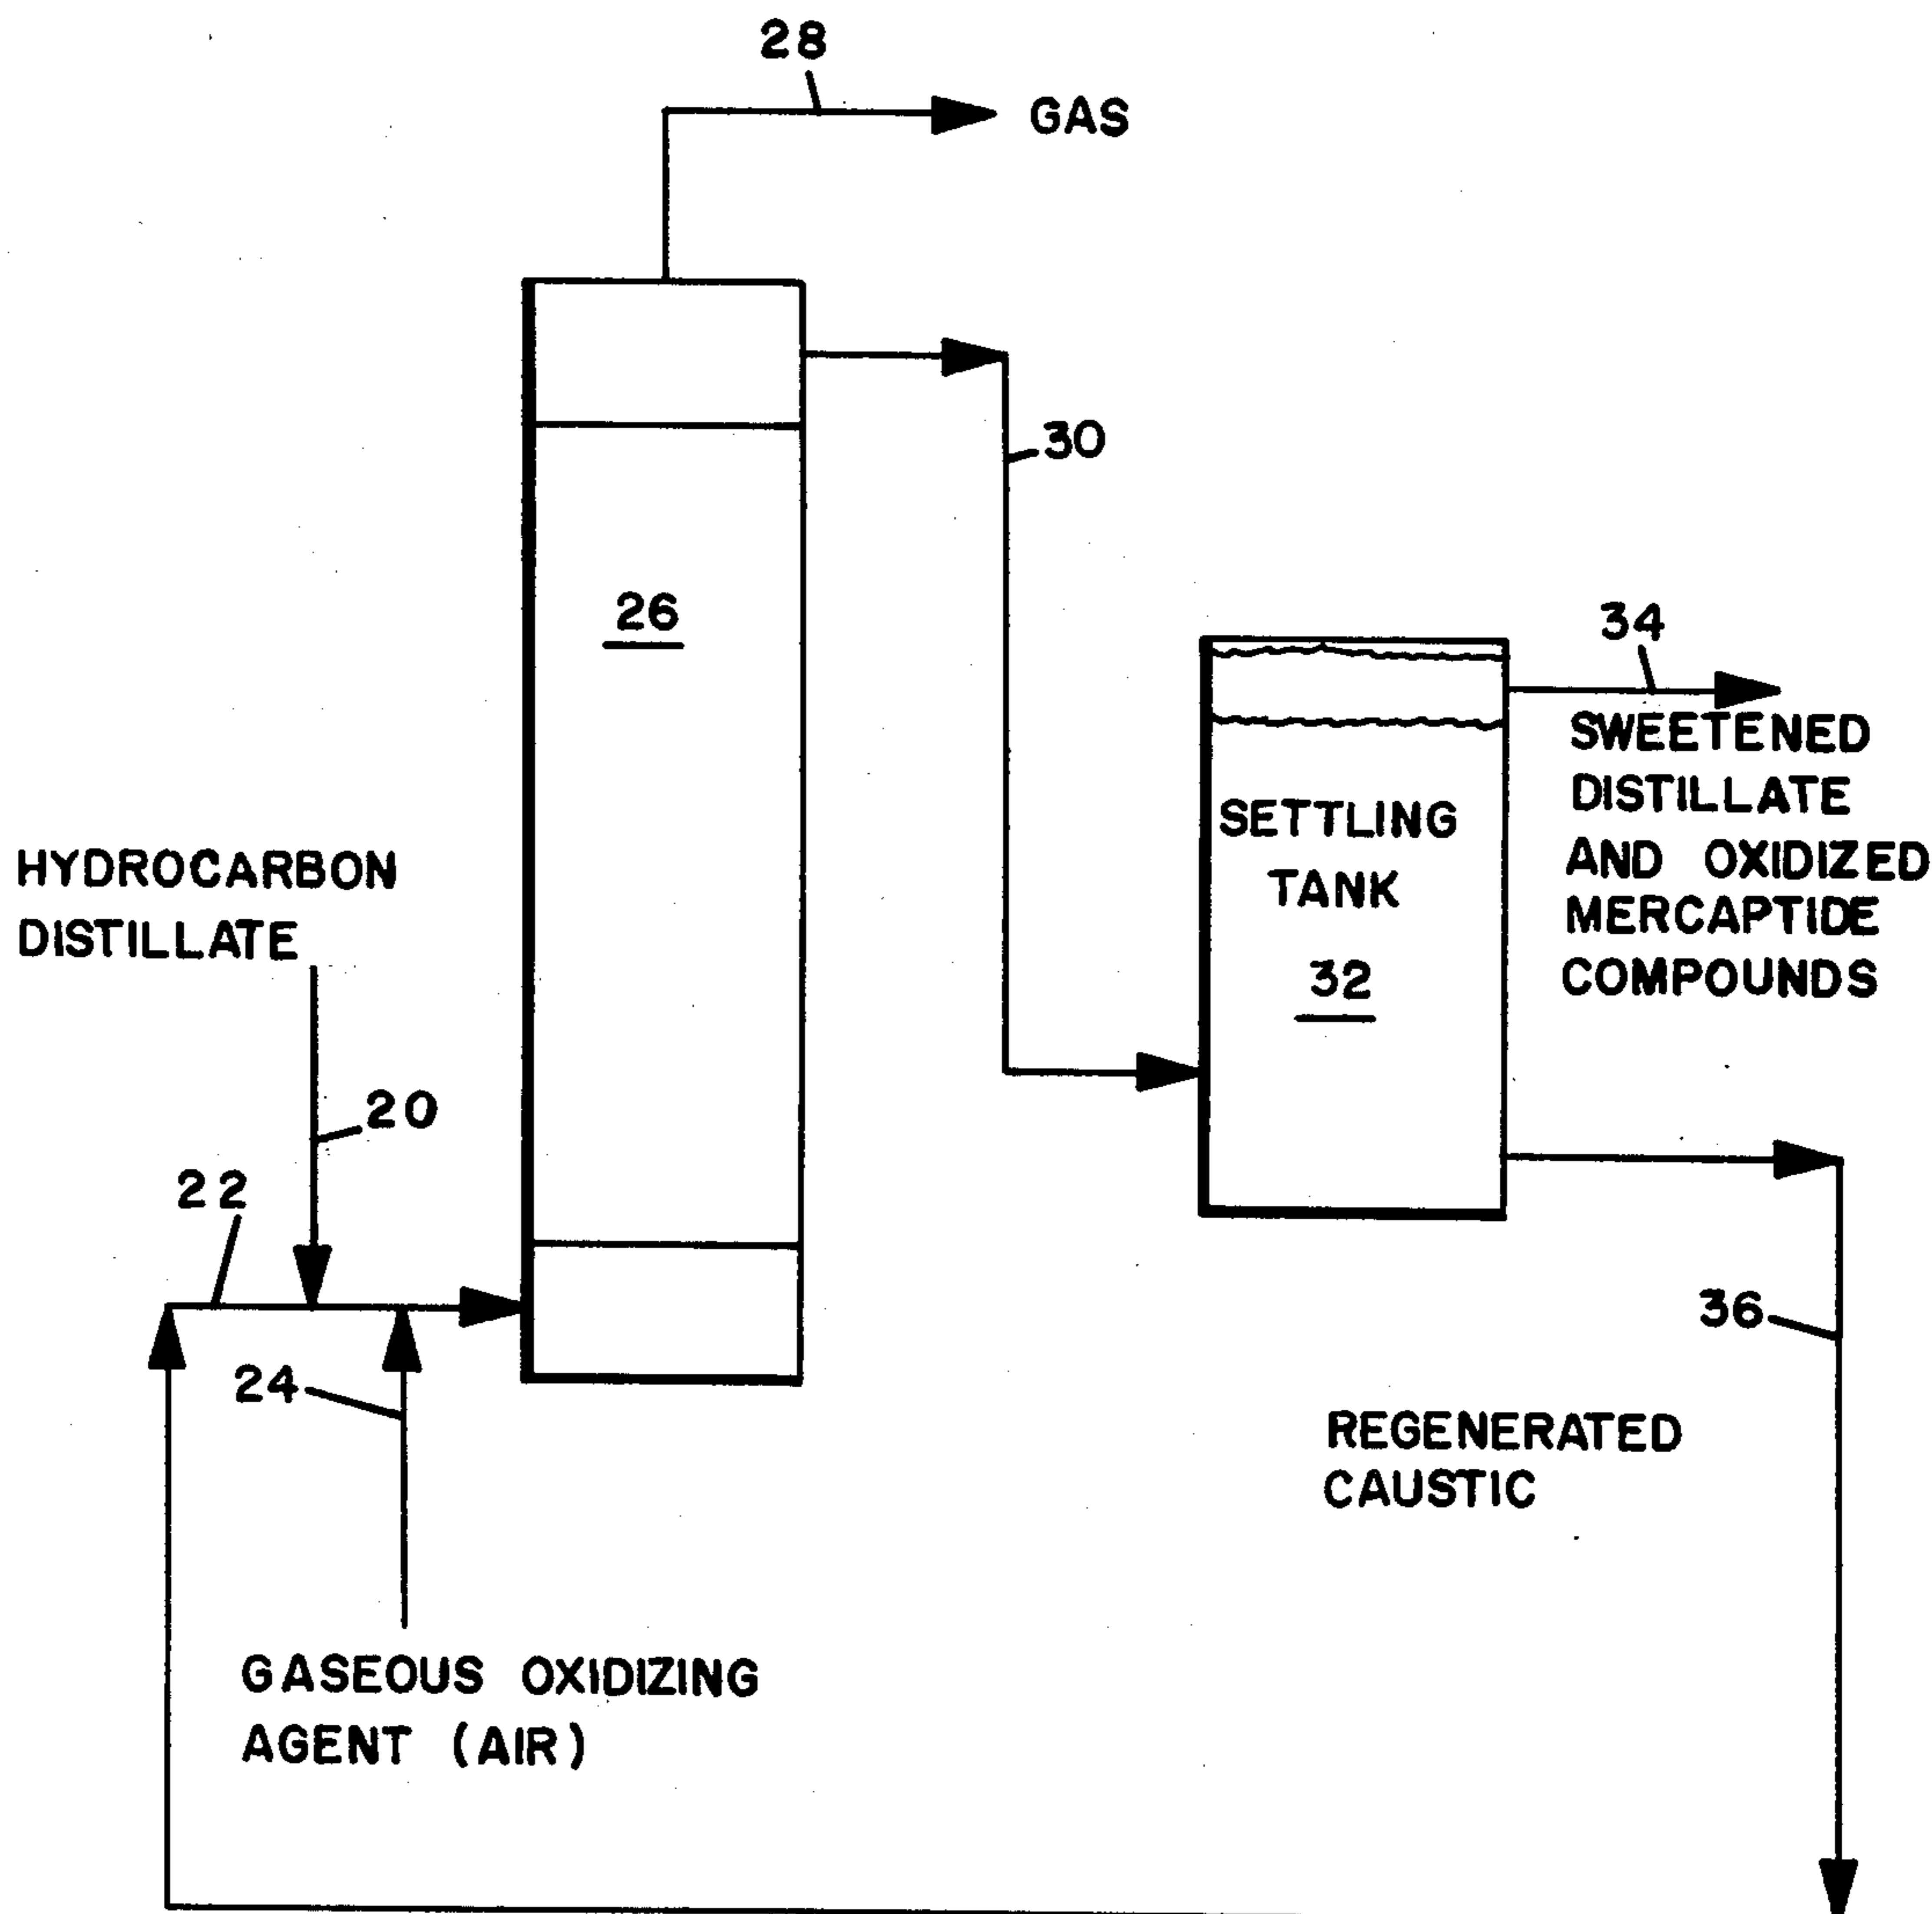 28
GAS
30
26
34
SWEETENED
DISTILLATE
AND OXIDIZED
MERCAPTIDE
COMPOUNDS
SETTLING
TANK
32
HYDROCARBON
DISTILLATE
20
22
24
36
REGENERATED
CAUSTIC
GASEOUS OXIDIZING
AGENT (AIR)